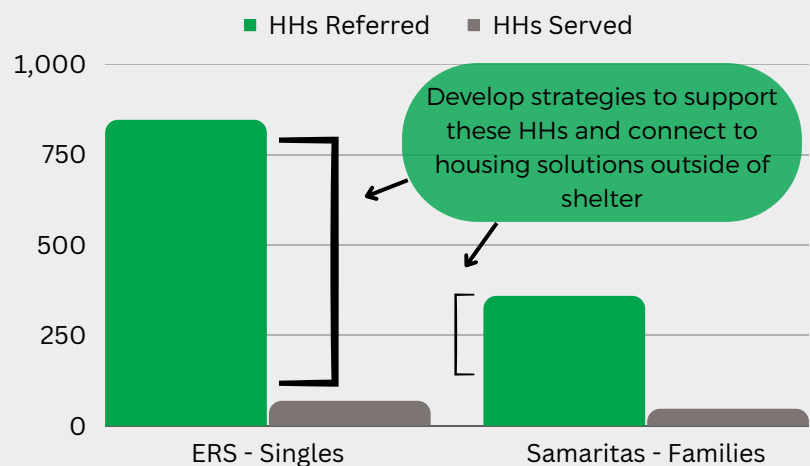 HHs Referred
HHs Served
1,000
750
500
250
0
Develop strategies to support
these HHs and connect to
housing solutions outside of
shelter
ERS - Singles
Samaritas - Families